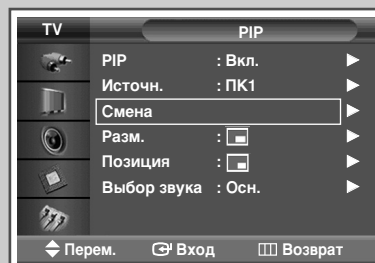 TV PIP
PIP : Вкл.
Источн. : ПК1
Смена
Разм. :
Позиция :
Выбор звука : Осн.
Перем. Вход Возврат